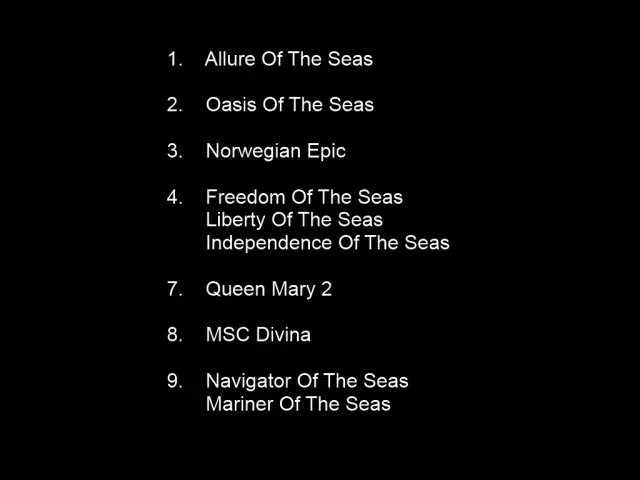 1. Allure Of The Seas
2. Oasis Of The Seas
3. Norwegian Epic
4. Freedom Of The Seas
Liberty Of The Seas
Independence Of The Seas
7. Queen Mary 2
8. MSC Divina
9. Navigator Of The Seas
Mariner Of The Seas